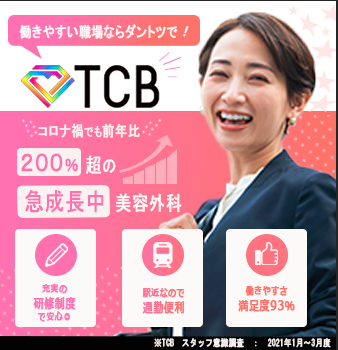 働きやすい職場ならダントツで！
TCB
コロナ禍でも前年比
200%超の
急成長中 美容外科
充実の
研修制度
で安心◎
駅近なので
通勤便利
働きやすさ
満足度93%
※TCB スタッフ意識調査 : 2021年1月〜3月度